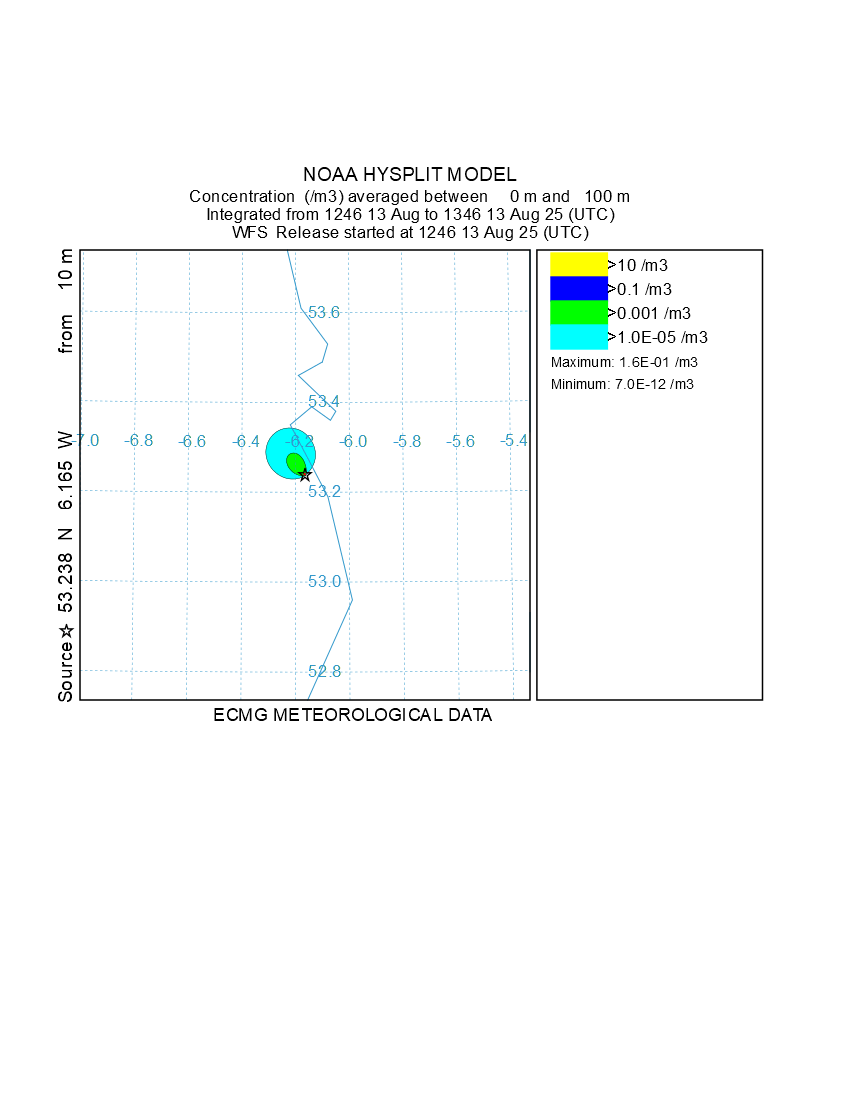 NOAA HYSPLIT MODEL
Concentration (/m3) averaged between 0 m and 100 m
Integrated from 1246 13 Aug to 1346 13 Aug 25 (UTC)
WFS Release started at 1246 13 Aug 25 (UTC)
Source ☆ 53.238 N 6.165 W from 10 m
53.6
53.4
-7.0 -6.8 -6.6 -6.4 -6.2 -6.0 -5.8 -5.6 -5.4
53.2
53.0
52.8
>10 /m3
>0.1 /m3
>0.001 /m3
>1.0E-05 /m3
Maximum: 1.6E-01 /m3
Minimum: 7.0E-12 /m3
ECMG METEOROLOGICAL DATA